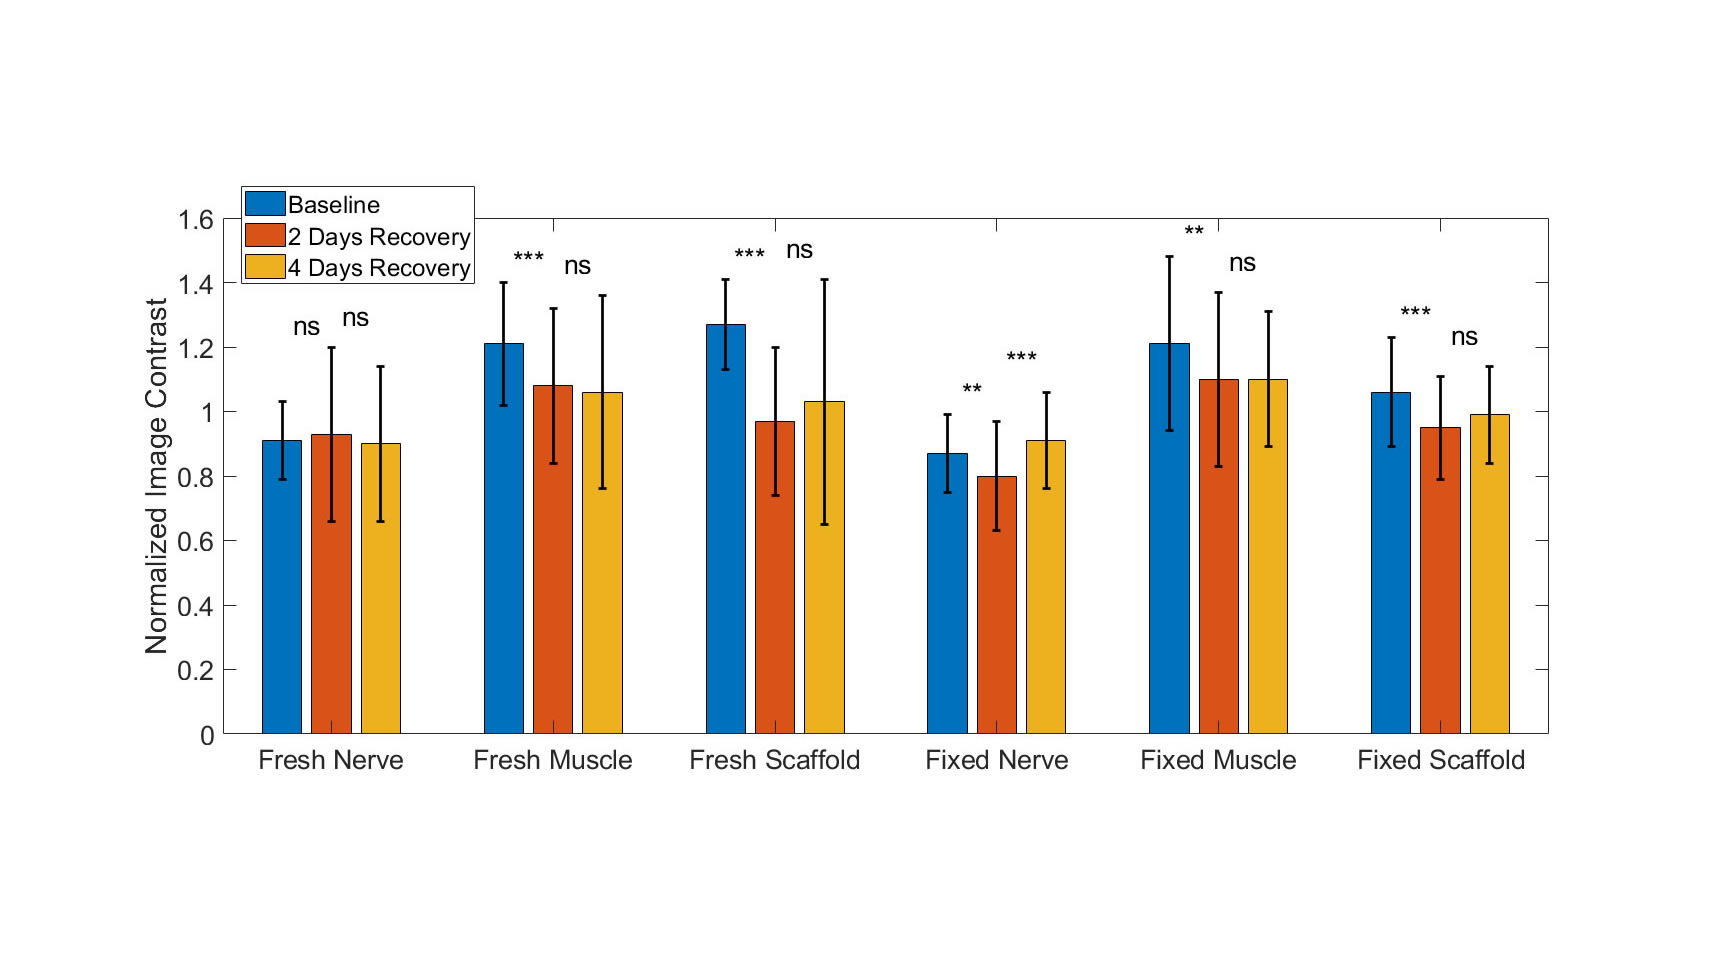 Baseline
2 Days Recovery
4 Days Recovery
Normalized Image Contrast
1.6
1.4
1.2
1
0.8
0.6
0.4
0.2
0
ns
ns
***
ns
***
ns
**
***
**
ns
***
ns
Fresh Nerve
Fresh Muscle
Fresh Scaffold
Fixed Nerve
Fixed Muscle
Fixed Scaffold